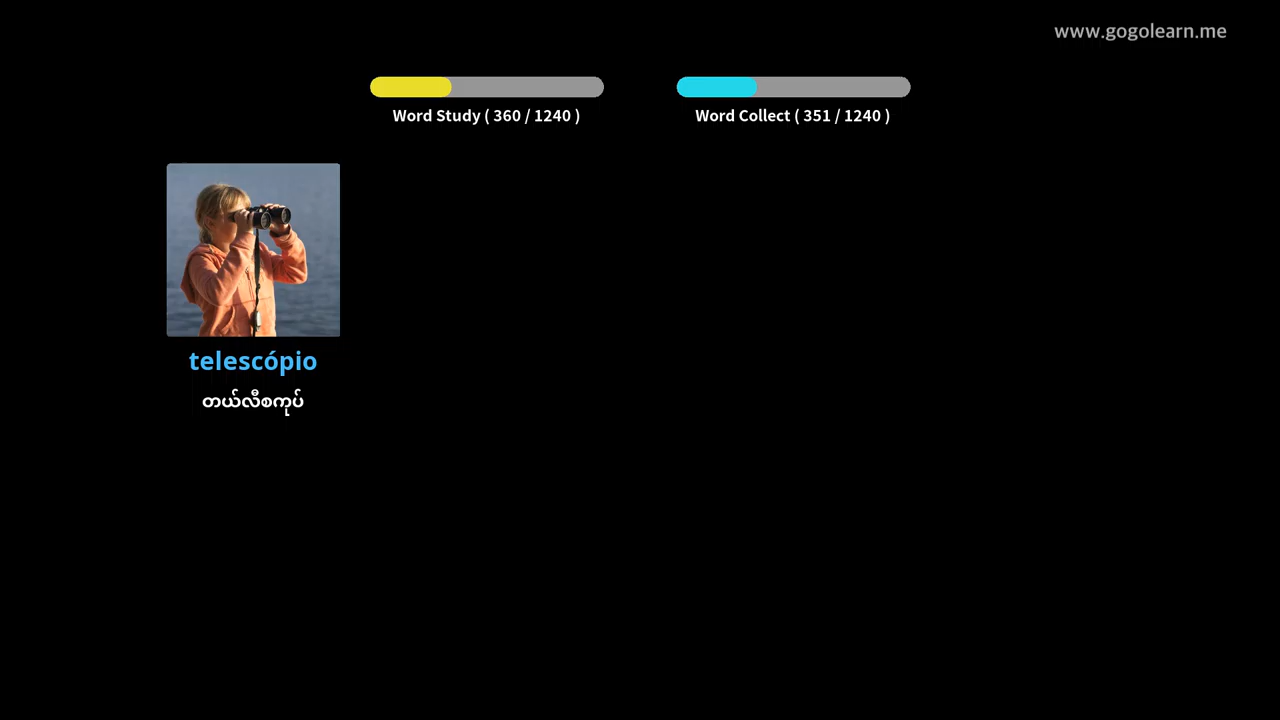 www.gogolearn.me
Word Study ( 360 / 1240 )
Word Collect ( 351 / 1240 )
telescópio
တယ်လီစကုပ်